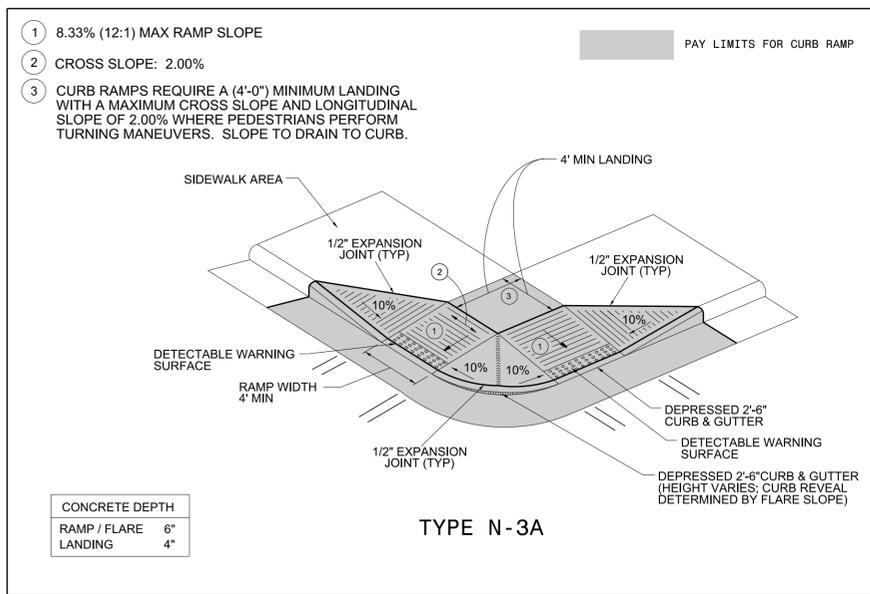 1 8.33% (12:1) MAX RAMP SLOPE
2 CROSS SLOPE: 2.00%
3 CURB RAMPS REQUIRE A (4'-0") MINIMUM LANDING
WITH A MAXIMUM CROSS SLOPE AND LONGITUDINAL
SLOPE OF 2.00% WHERE PEDESTRIANS PERFORM
TURNING MANEUVERS. SLOPE TO DRAIN TO CURB.
PAY LIMITS FOR CURB RAMP
4' MIN LANDING
SIDEWALK AREA
1/2" EXPANSION
JOINT (TYP)
1/2" EXPANSION
JOINT (TYP)
2
3
10%
10%
1
1
10%
10%
DETECTABLE WARNING
SURFACE
RAMP WIDTH
4' MIN
1/2" EXPANSION
JOINT (TYP)
DEPRESSED 2'-6"
CURB & GUTTER
DETECTABLE WARNING
SURFACE
DEPRESSED 2'-6"CURB & GUTTER
(HEIGHT VARIES; CURB REVEAL
DETERMINED BY FLARE SLOPE)
CONCRETE DEPTH
RAMP / FLARE 6"
LANDING 4"
TYPE N-3A